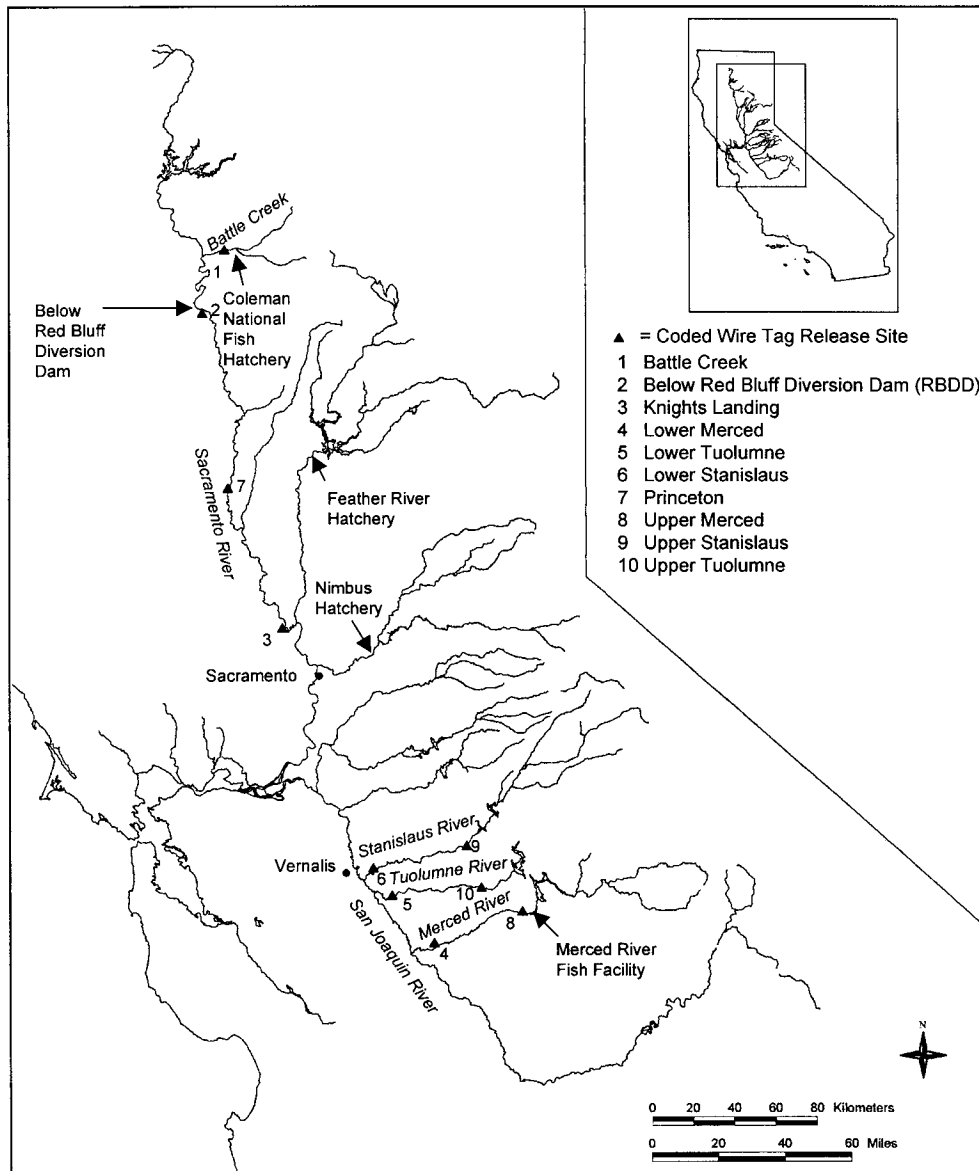 Battle Creek
1
Below
Red Bluff
Diversion
Dam
2
Coleman
National
Fish
Hatchery
▲ = Coded Wire Tag Release Site
1 Battle Creek
2 Below Red Bluff Diversion Dam (RBDD)
3 Knights Landing
4 Lower Merced
5 Lower Tuolumne
6 Lower Stanislaus
7 Princeton
8 Upper Merced
9 Upper Stanislaus
10 Upper Tuolumne
Sacramento River
7
Feather River
Hatchery
Nimbus
Hatchery
3
Sacramento
Stanislaus River
9
Vernalis
6
Tuolumne River
5
10
Merced River
8
4
San Joaquin River
Merced River
Fish Facility
N
0 20 40 60 80 Kilometers
0 20 40 60 Miles